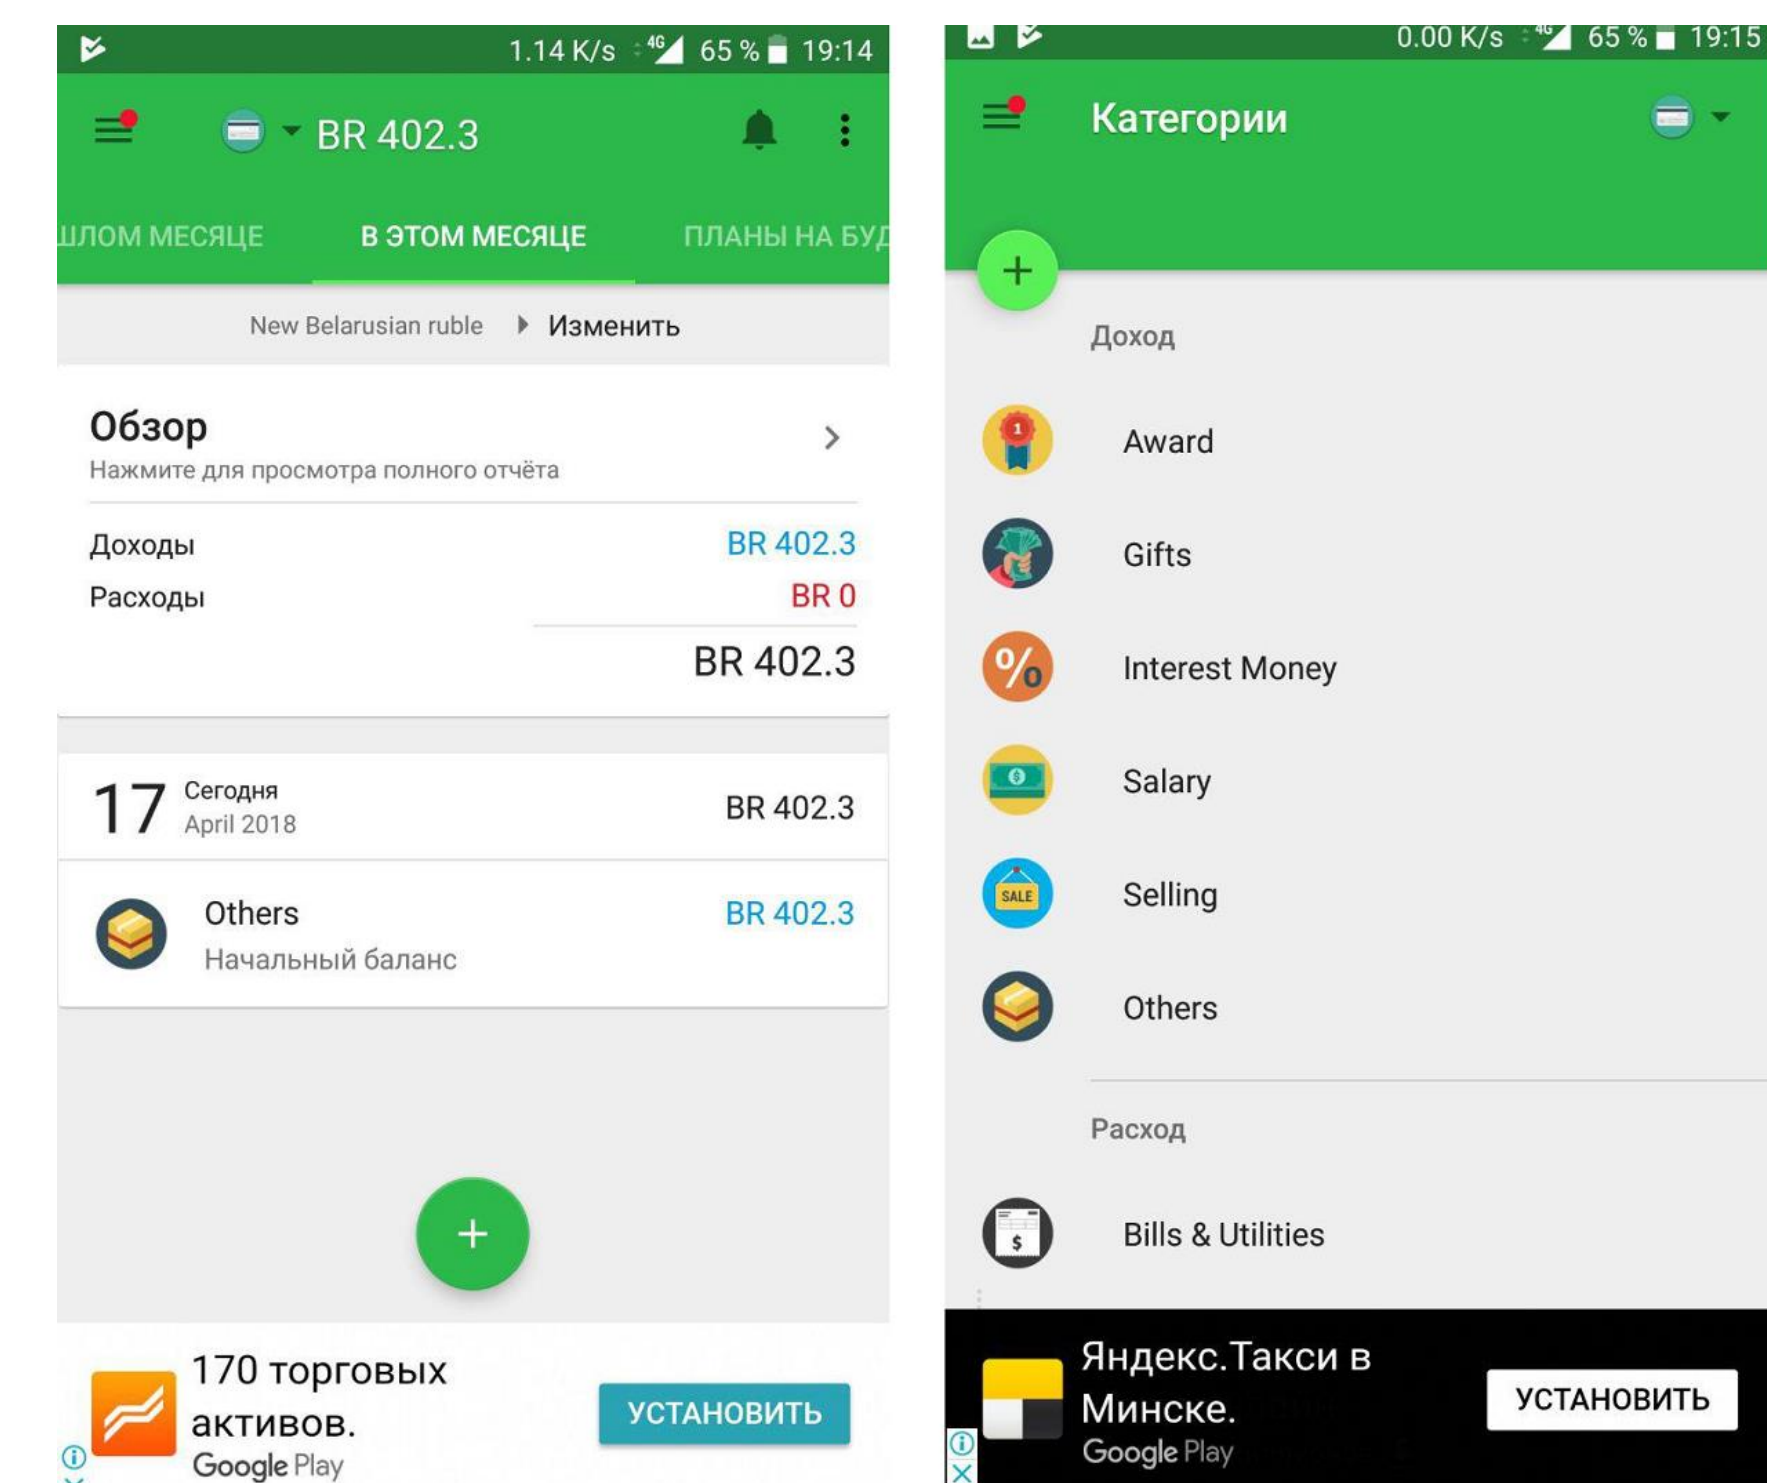 1.14 K/s 4G 65 % 19:14
BR 402.3
ШЛОМ МЕСЯЦЕ В ЭТОМ МЕСЯЦЕ ПЛАНЫ НА БУД
New Belarusian ruble Изменить
Обзор
Нажмите для просмотра полного отчёта
Доходы BR 402.3
Расходы BR 0
BR 402.3
17 Сегодня BR 402.3
April 2018
Others BR 402.3
Начальный баланс
+
170 торговых
активов.
Google Play
УСТАНОВИТЬ
0.00 K/s 4G 65 % 19:15
Категории
+
Доход
1
Award
Gifts
%
Interest Money
$
Salary
SALE
Selling
Others
Расход
$
Bills & Utilities
Яндекс.Такси в
Минске.
Google Play
УСТАНОВИТЬ